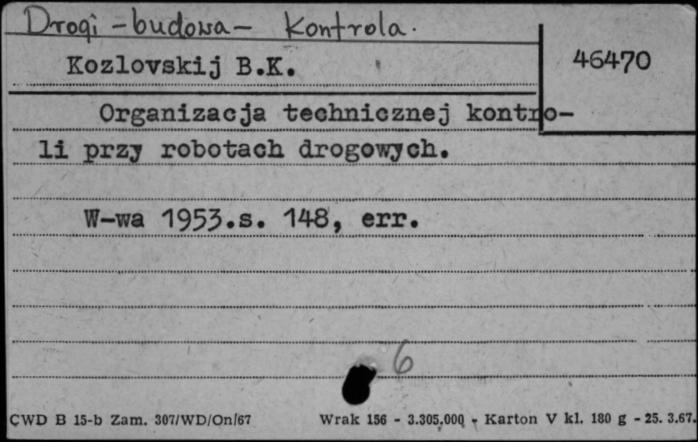 Drogi - budowa - Kontrola.
Kozlovskij B.K.
46470
Organizacja technicznej kontro-
li przy robotach drogowych.
W-wa 1953.s. 148, err.
6
CWD B 15-b Zam. 307/WD/On/67 Wrak 156 - 3.305.000 - Karton V kl. 180 g - 25. 3.67.